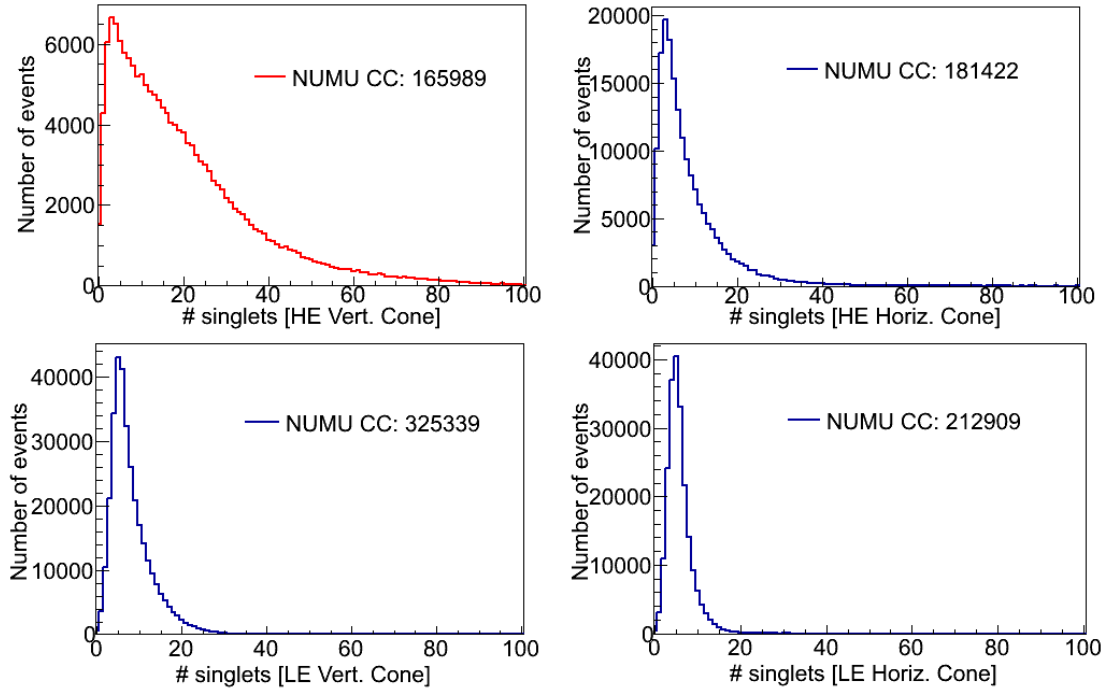 Number of events
6000
4000
2000
0
NUMU CC: 165989
0 20 40 60 80 100
# singlets [HE Vert. Cone]
Number of events
20000
15000
10000
5000
0
NUMU CC: 181422
0 20 40 60 80 100
# singlets [HE Horiz. Cone]
Number of events
40000
30000
20000
10000
0
NUMU CC: 325339
0 20 40 60 80 100
# singlets [LE Vert. Cone]
Number of events
40000
30000
20000
10000
0
NUMU CC: 212909
0 20 40 60 80 100
# singlets [LE Horiz. Cone]